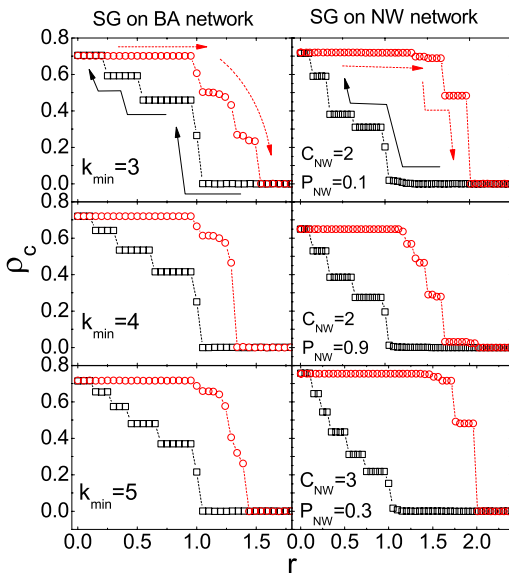 SG on BA network SG on NW network
0.8
0.6
0.4
0.2
0.0
k_min=3
C_NW=2
P_NW=0.1
0.8
0.6
0.4
0.2
0.0
ρ_c
k_min=4
C_NW=2
P_NW=0.9
0.8
0.6
0.4
0.2
0.0
k_min=5
C_NW=3
P_NW=0.3
0.0 0.5 1.0 1.5 0.0 0.5 1.0 1.5 2.0
r